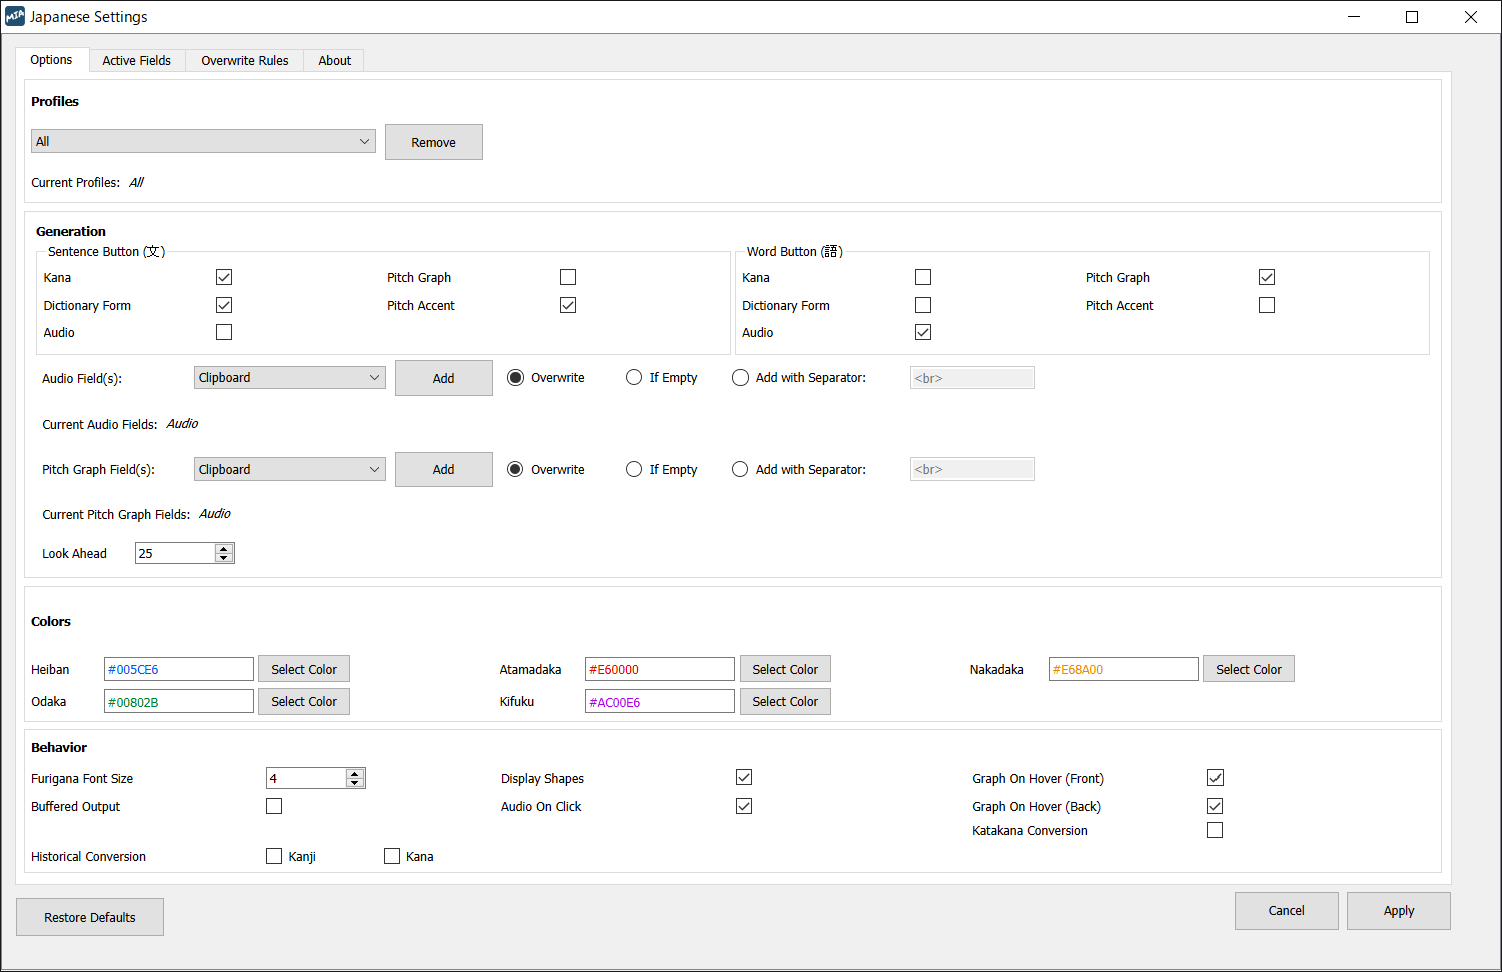 MIA Japanese Settings
Options Active Fields Overwrite Rules About
Profiles
All Remove
Current Profiles: All
Generation
Sentence Button (文) Word Button (語)
Kana Pitch Graph Kana Pitch Graph
Dictionary Form Pitch Accent Dictionary Form Pitch Accent
Audio Audio
Audio Field(s): Clipboard Add Overwrite If Empty Add with Separator: <br>
Current Audio Fields: Audio
Pitch Graph Field(s): Clipboard Add Overwrite If Empty Add with Separator: <br>
Current Pitch Graph Fields: Audio
Look Ahead 25
Colors
Heiban #005CE6 Select Color Atamadaka #E60000 Select Color Nakadaka #E68A00 Select Color
Odaka #00802B Select Color Kifuku #AC00E6 Select Color
Behavior
Furigana Font Size 4 Display Shapes Graph On Hover (Front)
Buffered Output Audio On Click Graph On Hover (Back)
Katakana Conversion
Historical Conversion Kanji Kana
Restore Defaults Cancel Apply